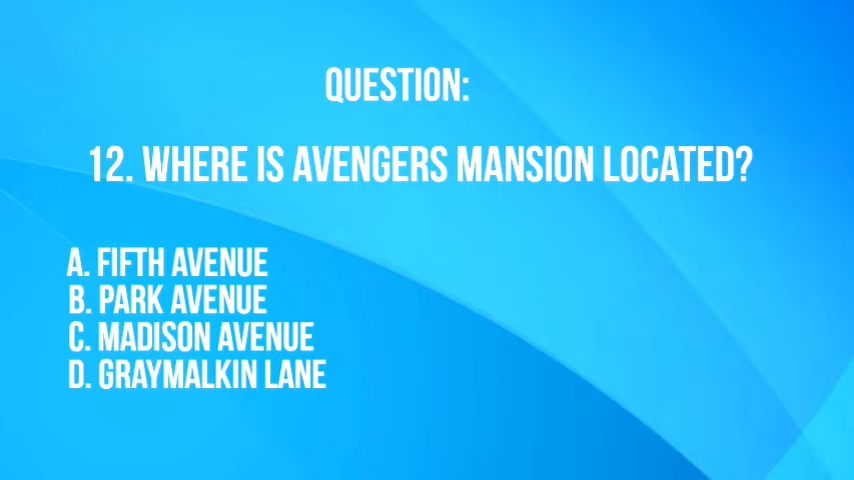 QUESTION:
12. WHERE IS AVENGERS MANSION LOCATED?
A. FIFTH AVENUE
B. PARK AVENUE
C. MADISON AVENUE
D. GRAYMALKIN LANE